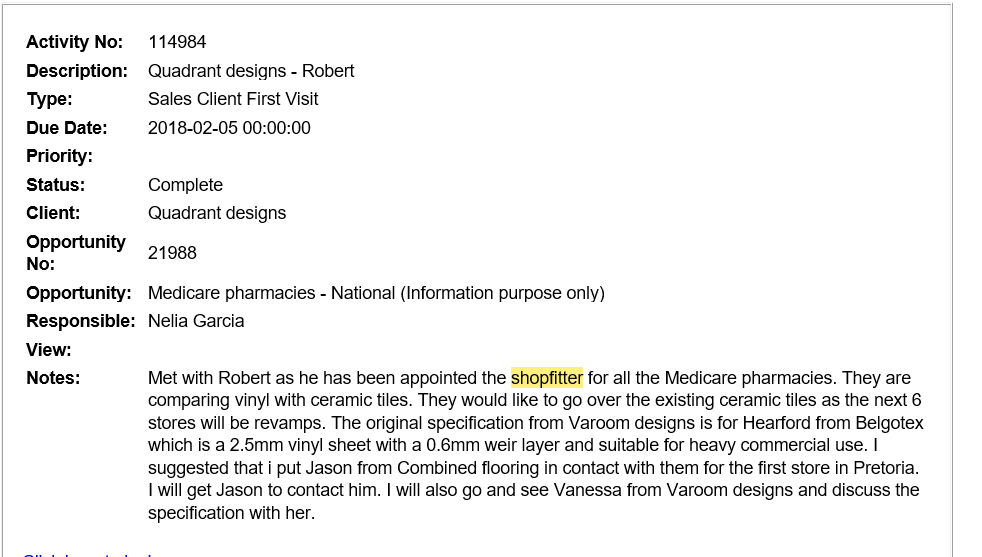 Activity No: 114984
Description: Quadrant designs - Robert
Type: Sales Client First Visit
Due Date: 2018-02-05 00:00:00
Priority:
Status: Complete
Client: Quadrant designs
Opportunity No: 21988
Opportunity: Medicare pharmacies - National (Information purpose only)
Responsible: Nelia Garcia
View:
Notes: Met with Robert as he has been appointed the shopfitter for all the Medicare pharmacies. They are
comparing vinyl with ceramic tiles. They would like to go over the existing ceramic tiles as the next 6
stores will be revamps. The original specification from Varoom designs is for Hearford from Belgotex
which is a 2.5mm vinyl sheet with a 0.6mm weir layer and suitable for heavy commercial use. I
suggested that i put Jason from Combined flooring in contact with them for the first store in Pretoria.
I will get Jason to contact him. I will also go and see Vanessa from Varoom designs and discuss the
specification with her.